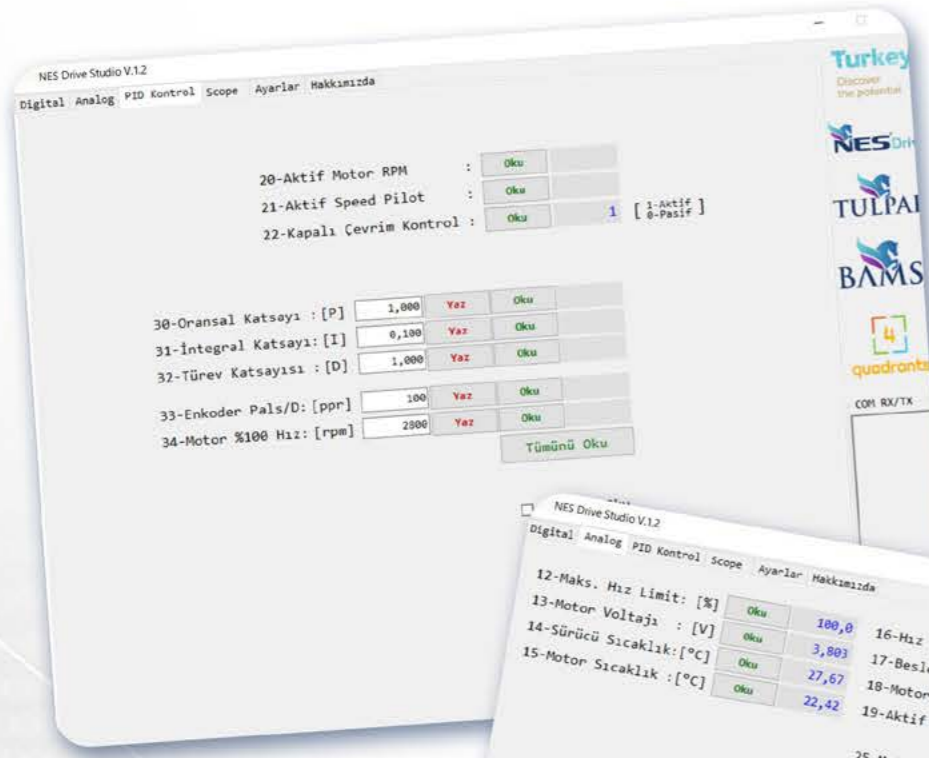 NES Drive Studio V.1.2
Digital Analog PID Kontrol Scope Ayarlar Hakkımızda
20-Aktif Motor RPM : Oku
21-Aktif Speed Pilot : Oku
22-Kapalı Çevrim Kontrol : Oku 1 [ 1-Aktif 0-Pasif ]
30-Oransal Katsayı : [P] 1,000 Yaz Oku
31-İntegral Katsayı: [I] 0,100 Yaz Oku
32-Türev Katsayısı : [D] 1,000 Yaz Oku
33-Enkoder Pals/D: [ppr] 100 Yaz Oku
34-Motor %100 Hız: [rpm] 2800 Yaz Oku
Tümünü Oku
Turkey
Discover
the potential
NES
TULPA
BAMS
4
quadrants
COM RX/TX
NES Drive Studio V.1.2
Digital Analog PID Kontrol Scope Ayarlar Hakkımızda
12-Maks. Hız Limit: [%] Oku 100,0 16-Hız
13-Motor Voltajı : [V] Oku 3,803 17-Besl
14-Sürücü Sıcaklık:[°C] Oku 27,67 18-Motor
15-Motor Sıcaklık :[°C] Oku 22,42 19-Aktif